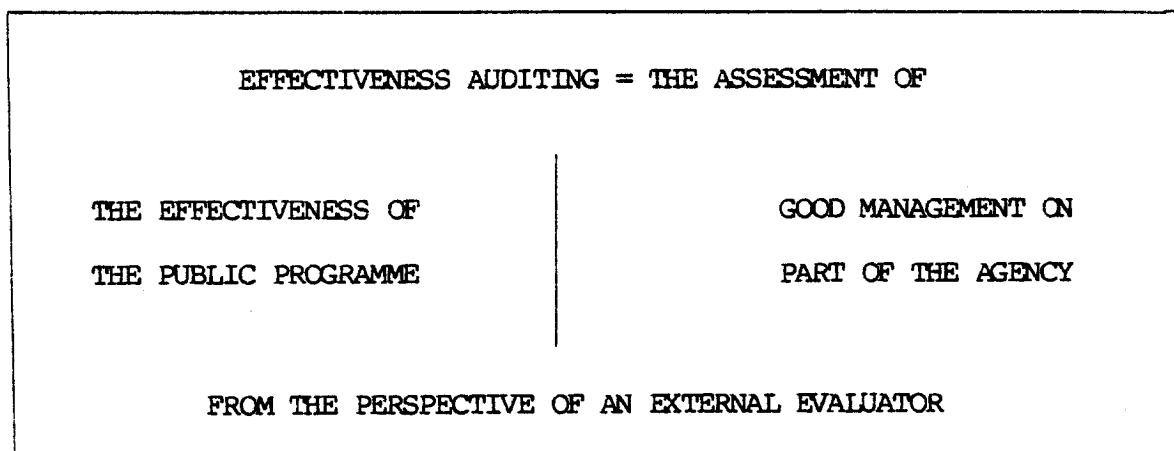 EFFECTIVENESS AUDITING = THE ASSESSMENT OF
THE EFFECTIVENESS OF
THE PUBLIC PROGRAMME
GOOD MANAGEMENT ON
PART OF THE AGENCY
FROM THE PERSPECTIVE OF AN EXTERNAL EVALUATOR